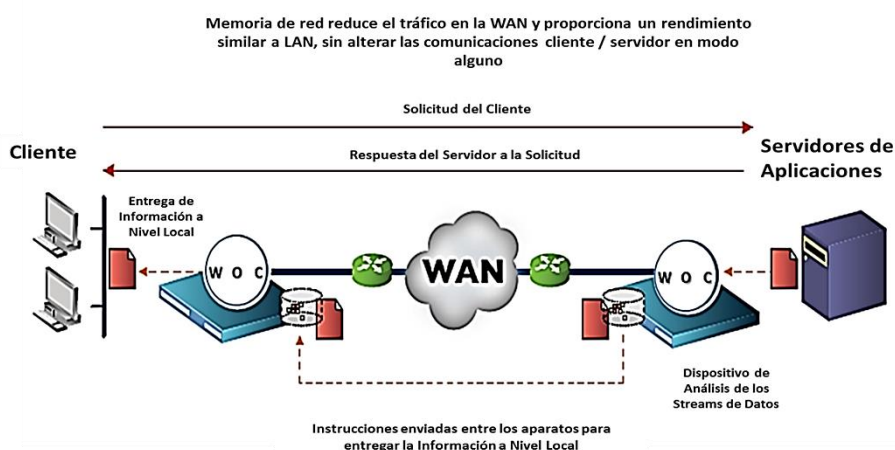 Memoria de red reduce el tráfico en la WAN y proporciona un rendimiento
similar a LAN, sin alterar las comunicaciones cliente / servidor en modo
alguno
Solicitud del Cliente
Cliente
Respuesta del Servidor a la Solicitud
Servidores de
Aplicaciones
Entrega de
Información a
Nivel Local
W O C
WAN
W O C
Dispositivo de
Análisis de los
Streams de Datos
Instrucciones enviadas entre los aparatos para
entregar la Información a Nivel Local